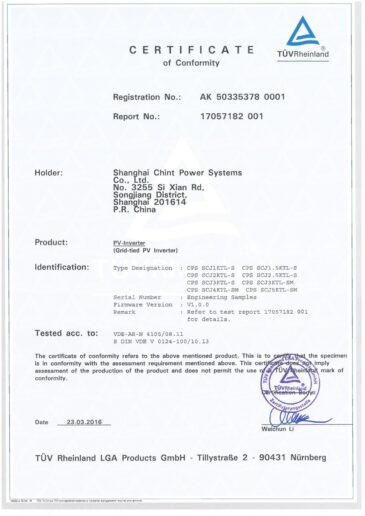 CERTIFICATE
of Conformity
TÜVRheinland®
Registration No.: AK 50335378 0001
Report No.: 17057182 001
Holder: Shanghai Chint Power Systems
Co., Ltd.
No. 3255 Si Xian Rd.
Songjiang District,
Shanghai 201614
P.R. China
Product: PV-Inverter
(Grid-tied PV Inverter)
Identification: Type Designation : CPS SCJ1KTL-S CPS SCJ1.5KTL-S
CPS SCJ2KTL-S CPS SCJ2.5KTL-S
CPS SCJ3KTL-S CPS SCJ3KTL-SM
CPS SCJ4KTL-SM CPS SCJ5KTL-SM
Serial Number : Engineering Samples
Firmware Version : V1.0.0
Remark : Refer to test report 17057182 001
for details.
Tested acc. to: VDE-AR-N 4105/08.11
E DIN VDE V 0124-100/10.13
The certificate of conformity refers to the above mentioned product. This is to certify that the specimen
is in conformity with the assessment requirement mentioned above. This certificate does not imply
assessment of the production of the product and does not permit the use of a TÜV Rheinland mark of
conformity.
Certification Body
Date 23.03.2016
Weichun Li
TÜV Rheinland LGA Products GmbH - Tillystraße 2 - 90431 Nürnberg